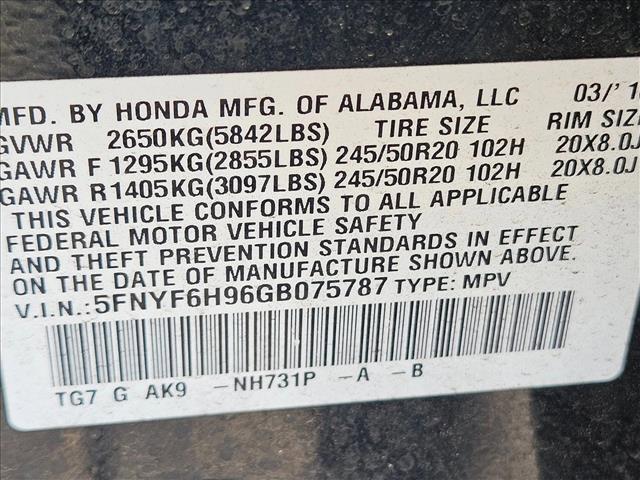 MFD. BY HONDA MFG. OF ALABAMA, LLC 03/'1
GVWR 2650KG(5842LBS) TIRE SIZE RIM SIZE
GAWR F 1295KG(2855LBS) 245/50R20 102H 20X8.0J
GAWR R 1405KG(3097LBS) 245/50R20 102H 20X8.0J
THIS VEHICLE CONFORMS TO ALL APPLICABLE
FEDERAL MOTOR VEHICLE SAFETY
AND THEFT PREVENTION STANDARDS IN EFFECT
ON THE DATE OF MANUFACTURE SHOWN ABOVE.
V.I.N.: 5FNYF6H96GB075787 TYPE: MPV
TG7 G AK9 -NH731P -A -B